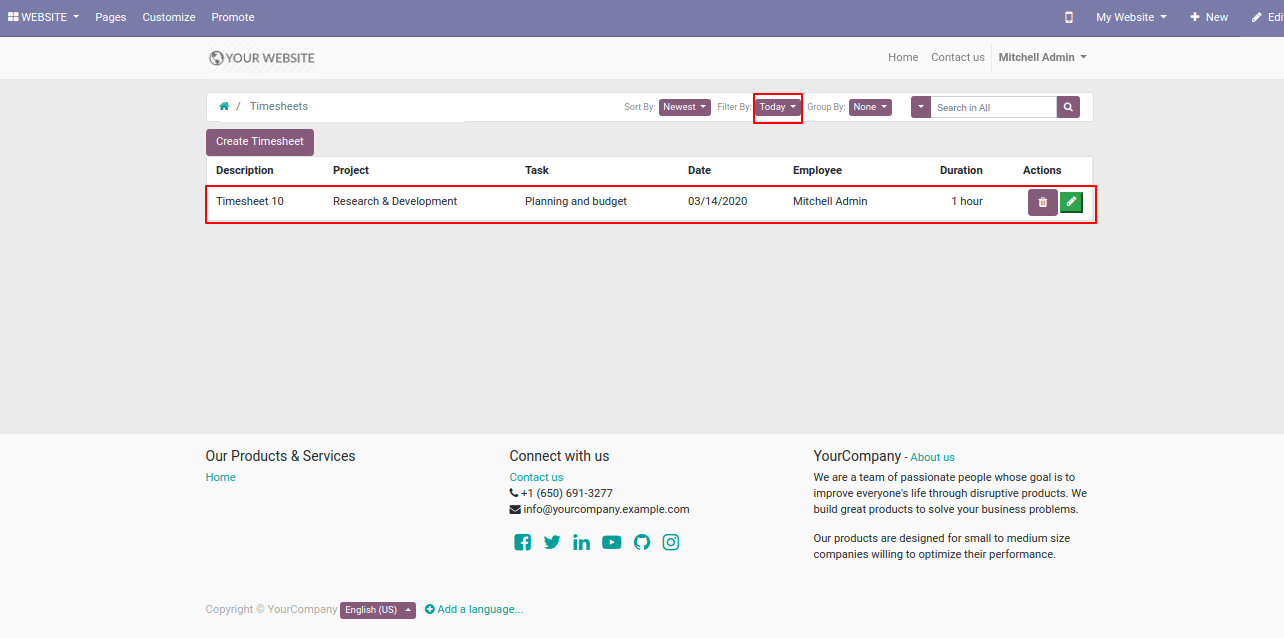 WEBSITE Pages Customize Promote My Website New Edi
YOUR WEBSITE Home Contact us Mitchell Admin
/ Timesheets Sort By: Newest Filter By: Today Group By: None Search in All
Create Timesheet
Description Project Task Date Employee Duration Actions
Timesheet 10 Research & Development Planning and budget 03/14/2020 Mitchell Admin 1 hour
Our Products & Services
Home
Connect with us
Contact us
+1 (650) 691-3277
info@yourcompany.example.com
YourCompany - About us
We are a team of passionate people whose goal is to
improve everyone's life through disruptive products. We
build great products to solve your business problems.
Our products are designed for small to medium size
companies willing to optimize their performance.
Copyright © YourCompany English (US) Add a language...